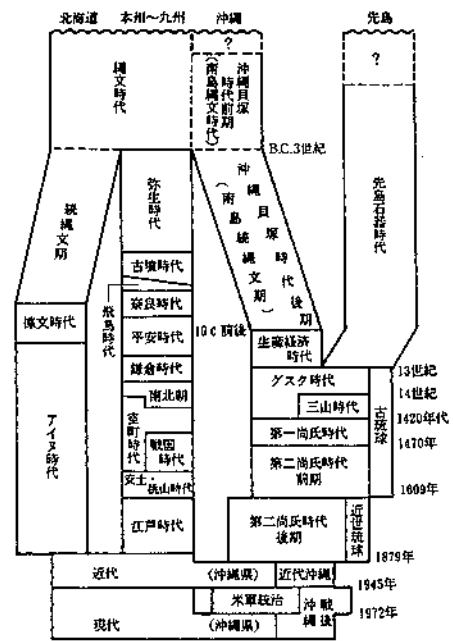 北海道 本州～九州 沖縄 先島
?
?
縄文時代
沖縄貝塚時代前期
(南島縄文時代)
B.C.3世紀
続縄文期
弥生時代
沖縄貝塚時代後期
(南島続縄文期)
先島石器時代
古墳時代
飛鳥時代
奈良時代
擦文時代
平安時代
10c前後
生産経済時代
鎌倉時代
グスク時代
13世紀
南北朝
三山時代
14世紀
アイヌ時代
室町時代
戦国時代
第一尚氏時代
古琉球
1420年代
1470年
第二尚氏時代前期
安土・桃山時代
1609年
江戸時代
第二尚氏時代後期
近世琉球
1879年
近代 (沖縄県) 近代沖縄
1945年
米軍統治
戦後沖縄
1972年
現代 (沖縄県)